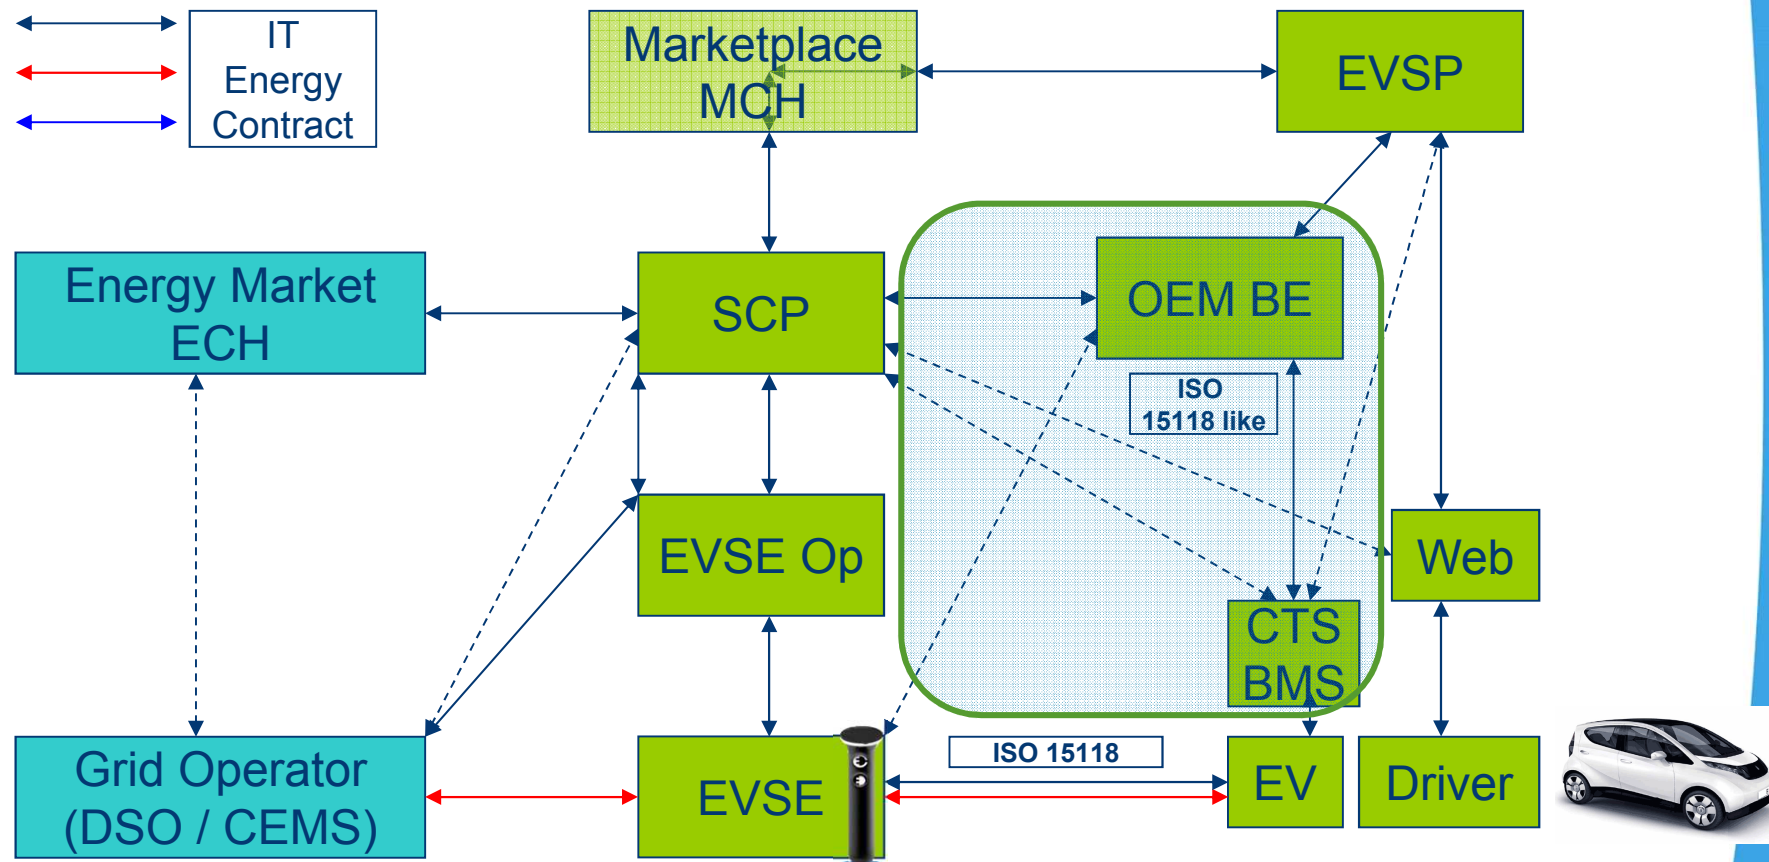 IT
Energy
Contract
Marketplace
MCH
EVSP
Energy Market
ECH
SCP
OEM BE
ISO
15118 like
EVSE Op
Web
CTS
BMS
Grid Operator
(DSO / CEMS)
EVSE
ISO 15118
EV
Driver